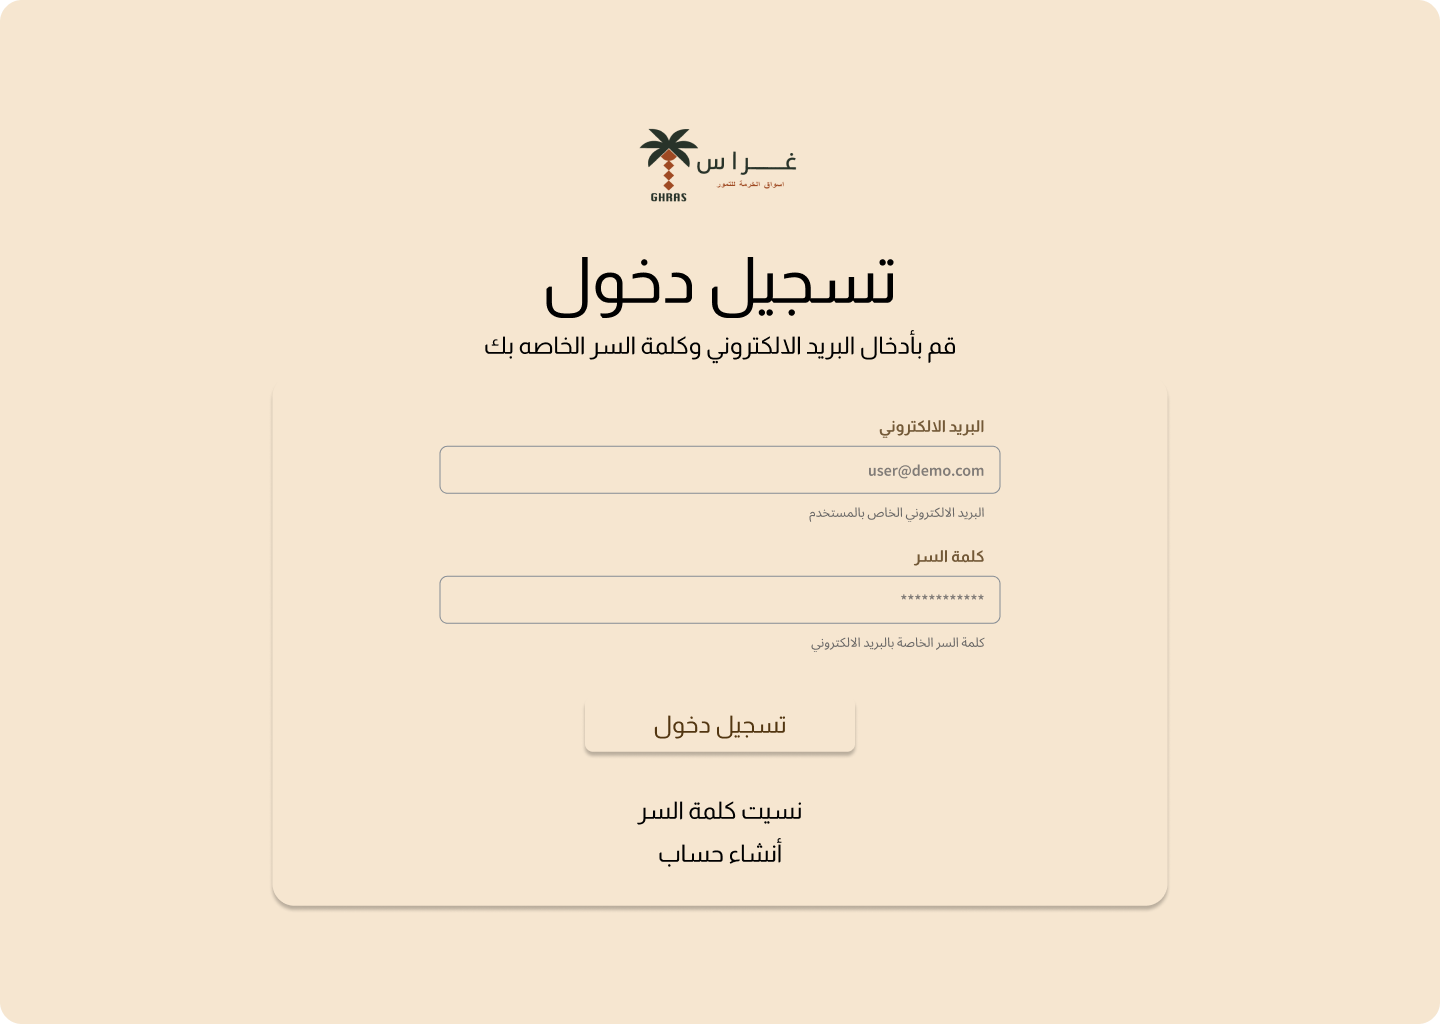 غـــراس
اسواق الخرمة للتمور
GHRAS
تسجيل دخول
قم بأدخال البريد الالكتروني وكلمة السر الخاصه بك
البريد الالكتروني
user@demo.com
البريد الالكتروني الخاص بالمستخدم
كلمة السر
************
كلمة السر الخاصة بالبريد الالكتروني
تسجيل دخول
نسيت كلمة السر
أنشاء حساب